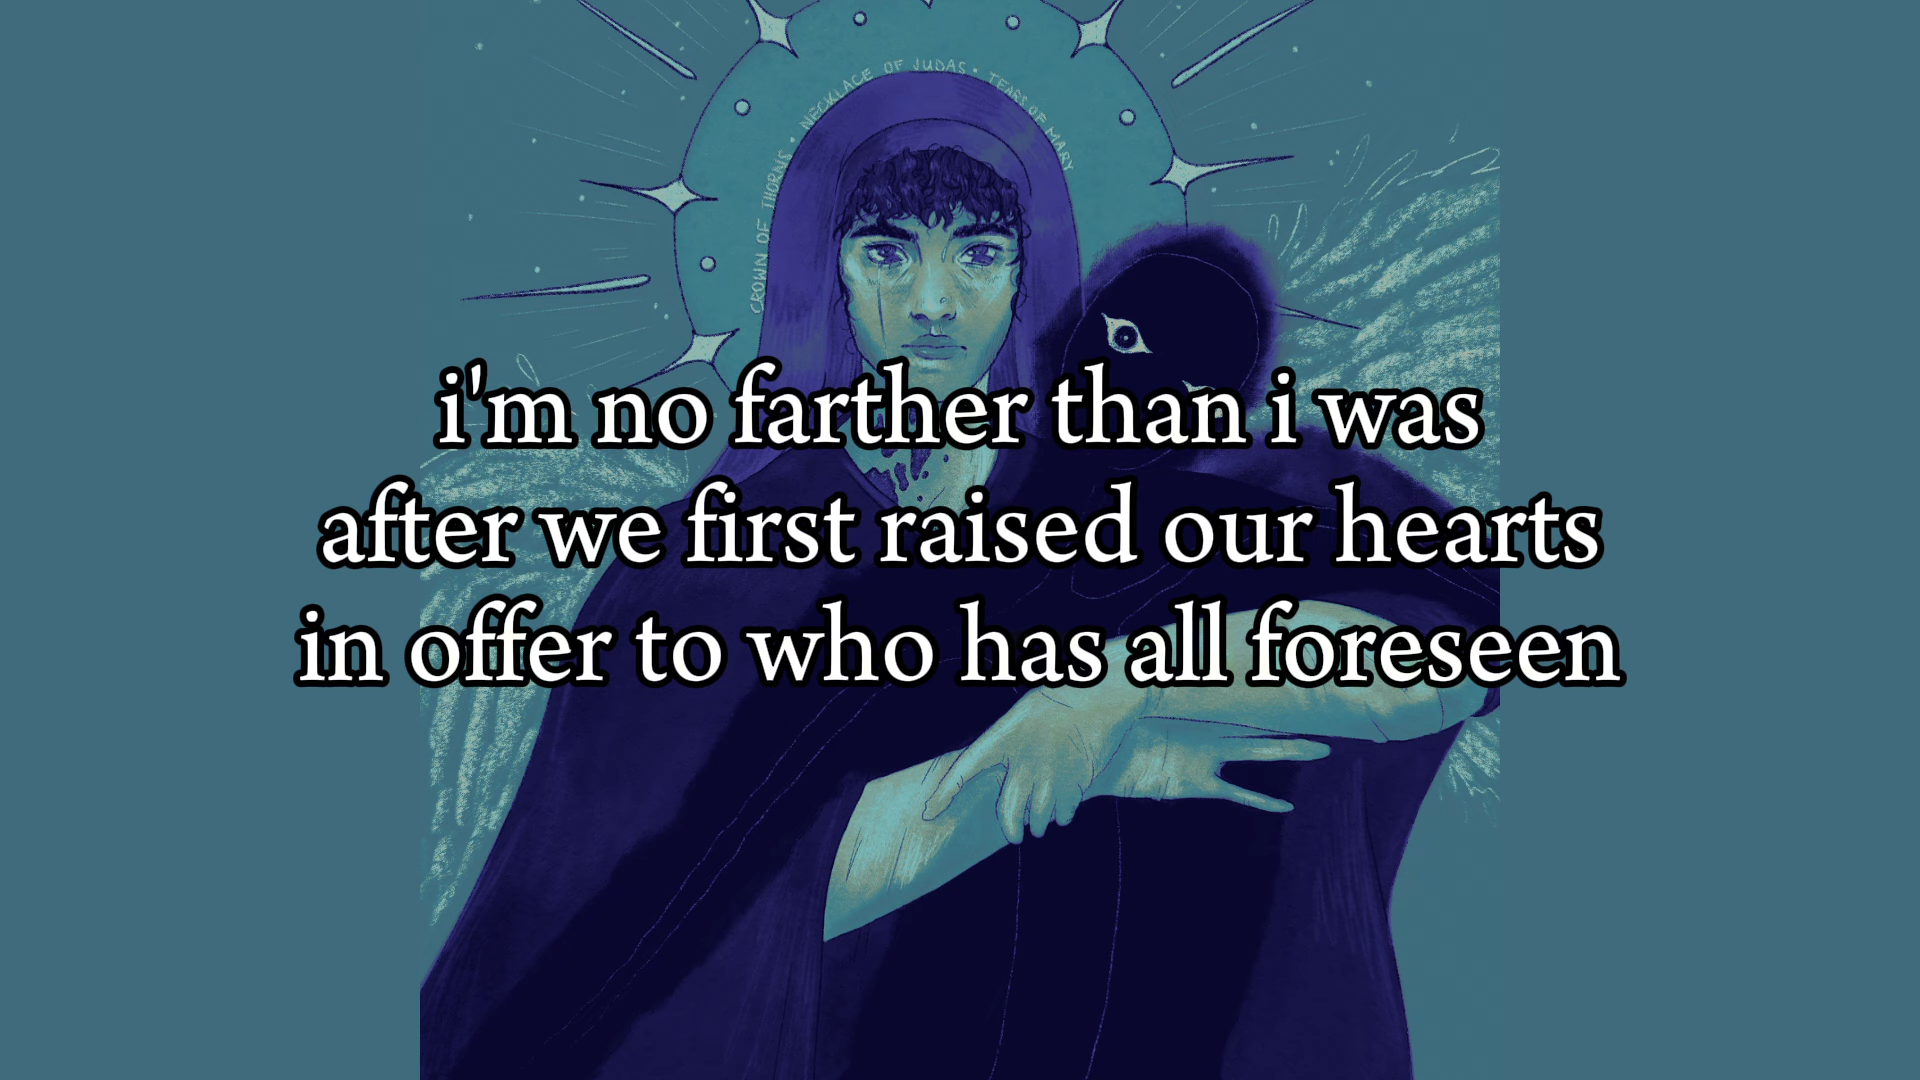 CROWN OF THORNS • NECKLACE OF JUDAS • TEARS OF MARY
i'm no farther than i was
after we first raised our hearts
in offer to who has all foreseen